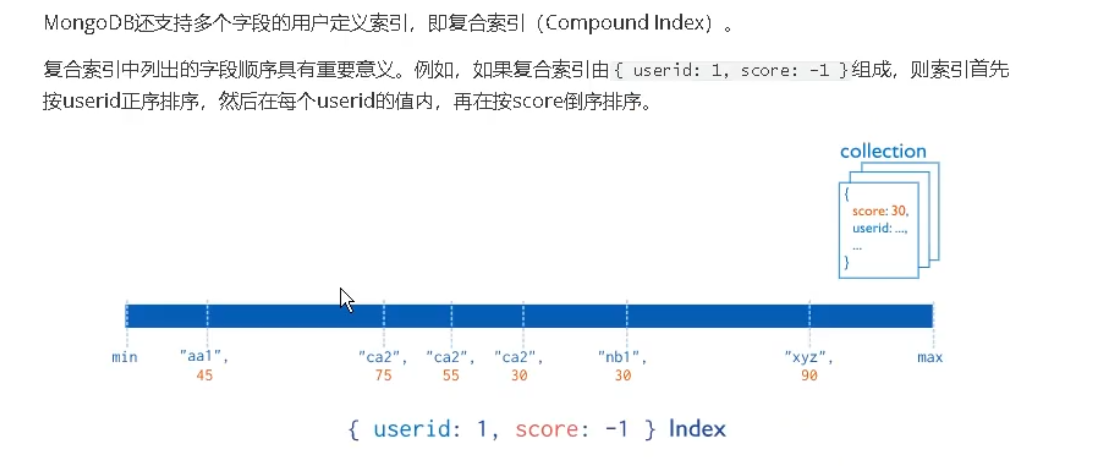 MongoDB还支持多个字段的用户定义索引，即复合索引（Compound Index）。
复合索引中列出的字段顺序具有重要意义。例如，如果复合索引由{ userid: 1, score: -1 }组成，则索引首先
按userid正序排序，然后在每个userid的值内，再在按score倒序排序。
collection
{
score: 30,
userid: ...,
...
}
min "aa1", "ca2", "ca2", "ca2", "nb1", "xyz", max
45 75 55 30 30 90
{ userid: 1, score: -1 } Index